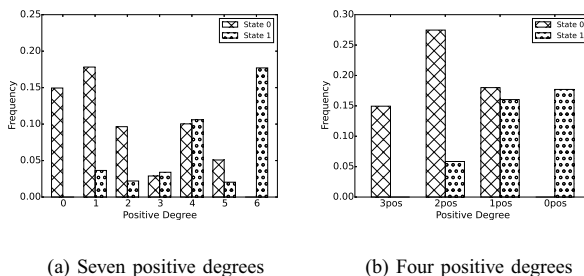 0.25
0.20
0.15
0.10
0.05
0.00
Frequency
0 1 2 3 4 5 6
Positive Degree
State 0
State 1
(a) Seven positive degrees
0.30
0.25
0.20
0.15
0.10
0.05
0.00
Frequency
3pos 2pos 1pos 0pos
Positive Degree
State 0
State 1
(b) Four positive degrees